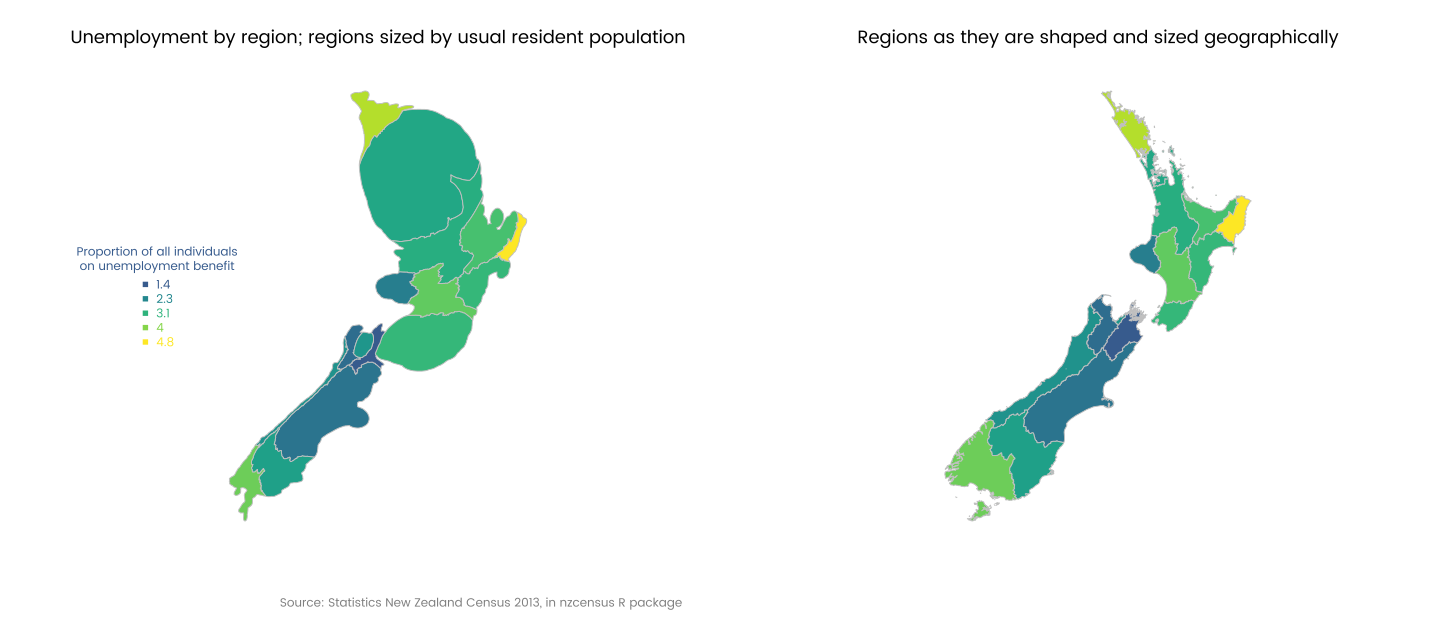 Unemployment by region; regions sized by usual resident population
Regions as they are shaped and sized geographically
Proportion of all individuals
on unemployment benefit
1.4
2.3
3.1
4
4.8
Source: Statistics New Zealand Census 2013, in nzcensus R package